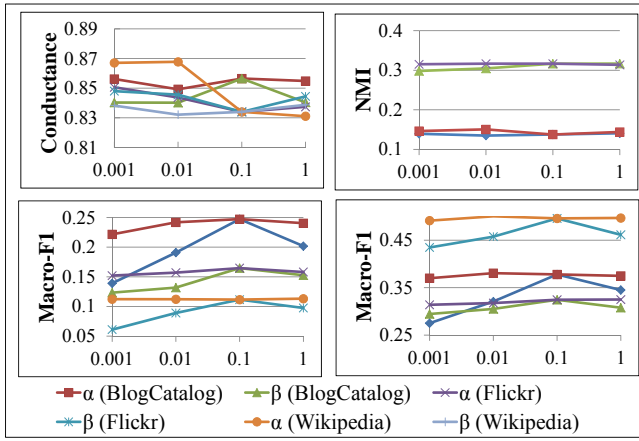 Conductance
0.89
0.87
0.85
0.83
0.81
0.001 0.01 0.1 1
NMI
0.4
0.3
0.2
0.1
0.001 0.01 0.1 1
Macro-F1
0.25
0.2
0.15
0.1
0.05
0.001 0.01 0.1 1
Macro-F1
0.45
0.35
0.25
0.001 0.01 0.1 1
α (BlogCatalog) β (BlogCatalog) α (Flickr)
β (Flickr) α (Wikipedia) β (Wikipedia)